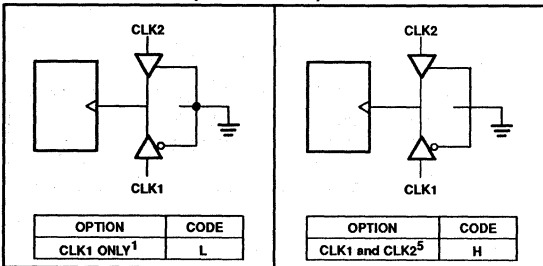 CLK2
CLK1
OPTION CODE
CLK1 ONLY1 L
CLK2
CLK1
OPTION CODE
CLK1 and CLK25 H